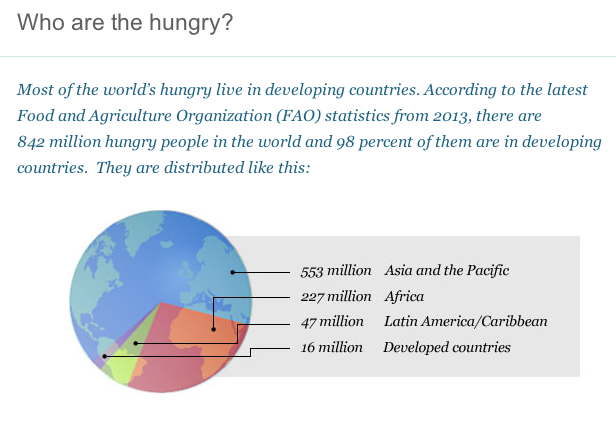 Who are the hungry?
Most of the world's hungry live in developing countries. According to the latest
Food and Agriculture Organization (FAO) statistics from 2013, there are
842 million hungry people in the world and 98 percent of them are in developing
countries.  They are distributed like this:
553 million Asia and the Pacific
227 million Africa
47 million Latin America/Caribbean
16 million Developed countries